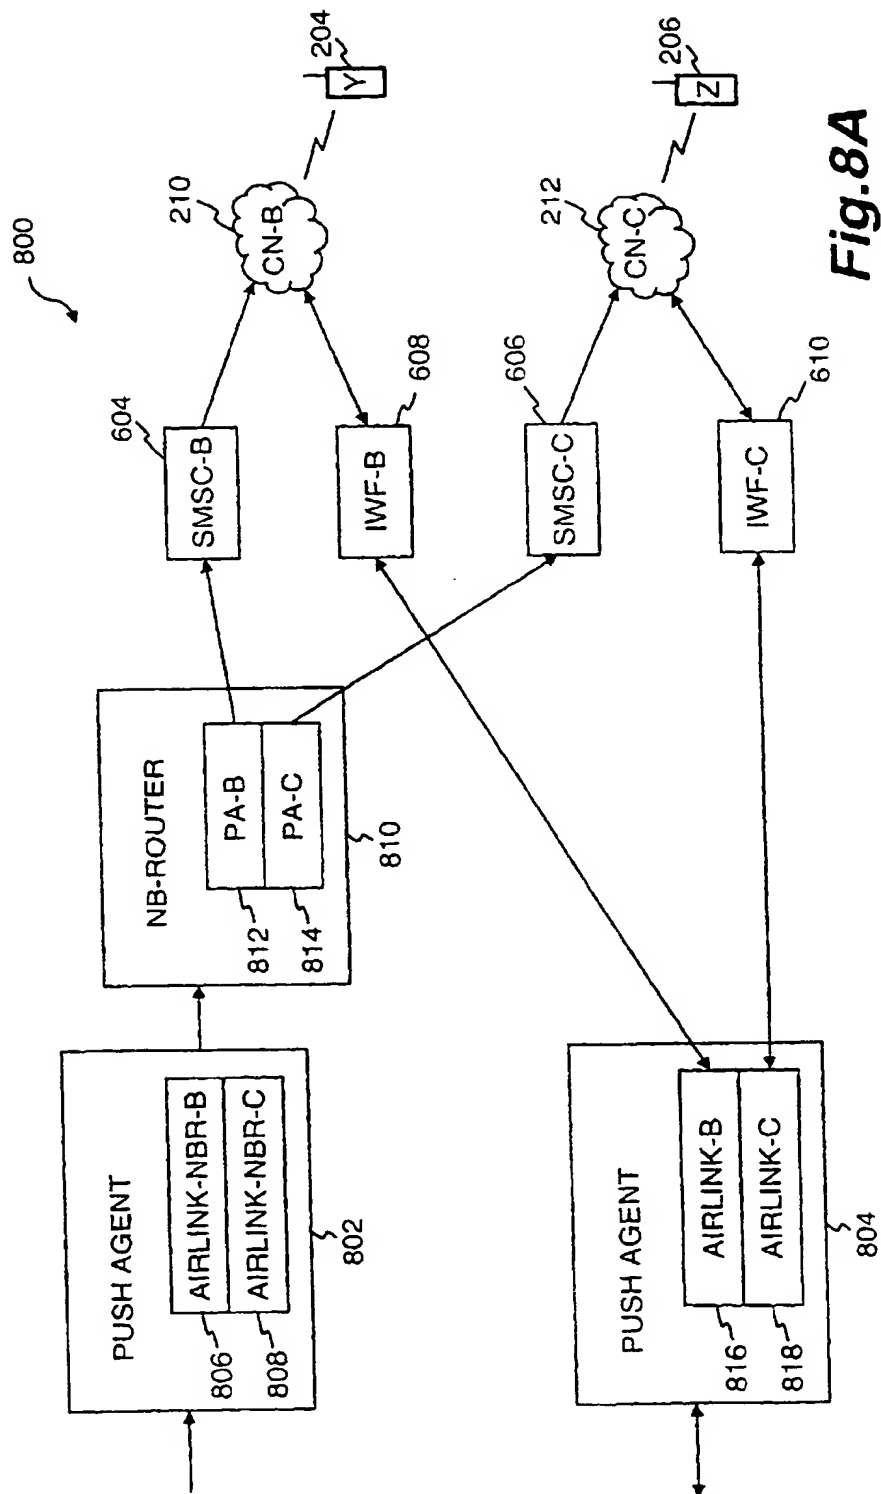 800
PUSH AGENT
AIRLINK-NBR-B
AIRLINK-NBR-C
806
808
802
NB-ROUTER
PA-B
PA-C
812
814
810
604
SMSC-B
210
CN-B
204
Y
IWF-B
608
606
SMSC-C
212
CN-C
206
Z
IWF-C
610
PUSH AGENT
AIRLINK-B
AIRLINK-C
816
818
804
Fig.8A